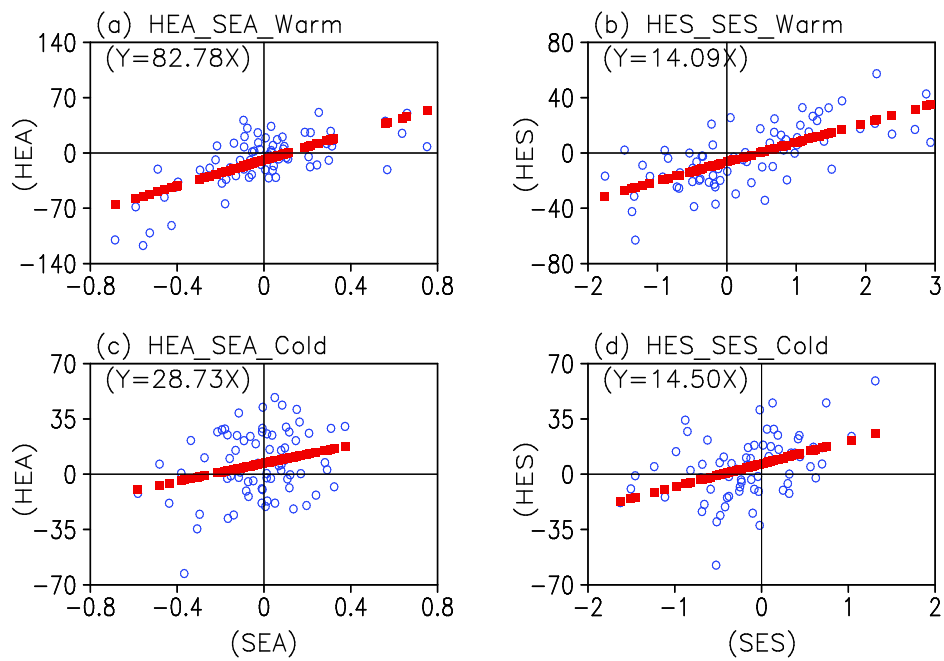 (a) HEA_SEA_Warm
(b) HES_SES_Warm
(Y=82.78X)
(Y=14.09X)
140
70
0
-70
-140
(HEA)
-0.8 -0.4 0 0.4 0.8
80
40
0
-40
-80
(HES)
-2 -1 0 1 2 3
(c) HEA_SEA_Cold
(d) HES_SES_Cold
(Y=28.73X)
(Y=14.50X)
70
35
0
-35
-70
(HEA)
-0.8 -0.4 0 0.4 0.8
(SEA)
70
35
0
-35
-70
(HES)
-2 -1 0 1 2
(SES)